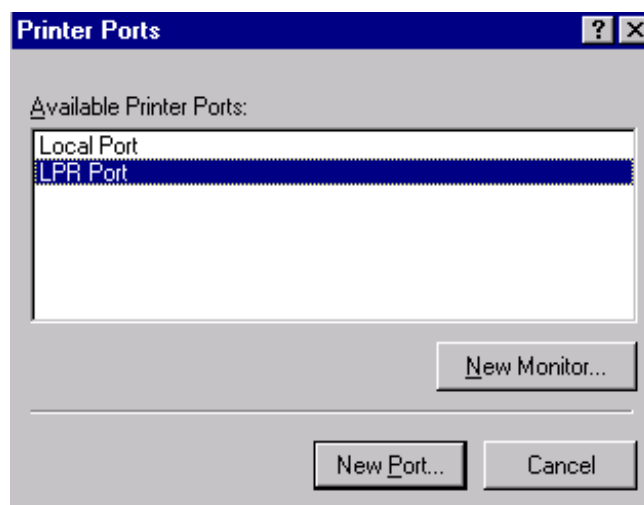 Printer Ports
Available Printer Ports:
Local Port
LPR Port
New Monitor...
New Port...
Cancel